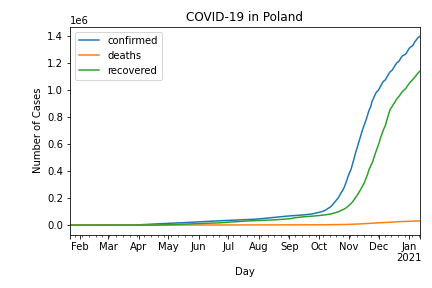 COVID-19 in Poland
1e6
1.4
1.2
1.0
0.8
0.6
0.4
0.2
0.0
Number of Cases
confirmed
deaths
recovered
Feb Mar Apr May Jun Jul Aug Sep Oct Nov Dec Jan
2021
Day